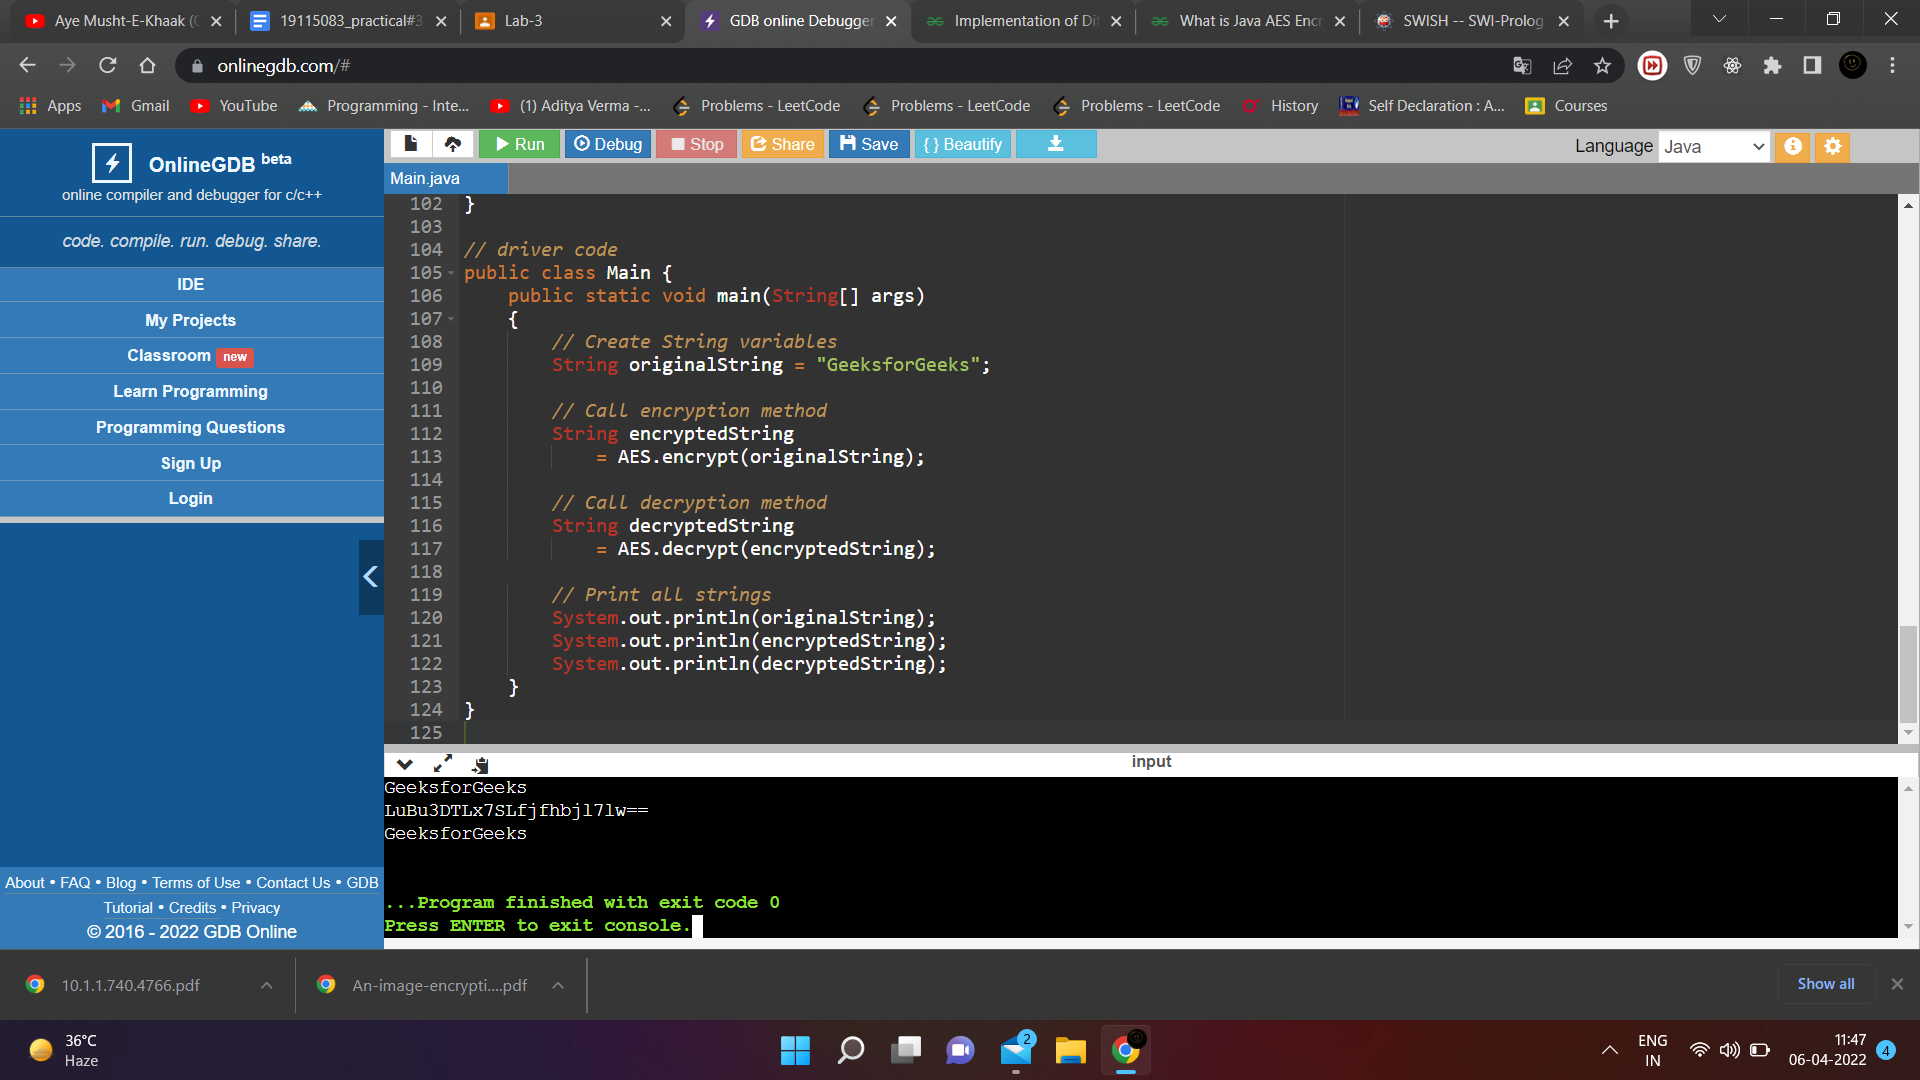 Aye Musht-E-Khaak (
19115083_practical#3
Lab-3
GDB online Debugger
Implementation of Dif
What is Java AES Encr
SWISH -- SWI-Prolog
onlinegdb.com/#
Apps
Gmail
YouTube
Programming - Inte...
(1) Aditya Verma -...
Problems - LeetCode
Problems - LeetCode
Problems - LeetCode
History
Self Declaration : A...
Courses
OnlineGDB beta
online compiler and debugger for c/c++
code. compile. run. debug. share.
IDE
My Projects
Classroom new
Learn Programming
Programming Questions
Sign Up
Login
About • FAQ • Blog • Terms of Use • Contact Us • GDB
Tutorial • Credits • Privacy
© 2016 - 2022 GDB Online
Run
Debug
Stop
Share
Save
{ } Beautify
Language Java
Main.java
102 }
103
104 // driver code
105 public class Main {
106 public static void main(String[] args)
107 {
108 // Create String variables
109 String originalString = "GeeksforGeeks";
110
111 // Call encryption method
112 String encryptedString
113 = AES.encrypt(originalString);
114
115 // Call decryption method
116 String decryptedString
117 = AES.decrypt(encryptedString);
118
119 // Print all strings
120 System.out.println(originalString);
121 System.out.println(encryptedString);
122 System.out.println(decryptedString);
123 }
124 }
125
input
GeeksforGeeks
LuBu3DTLx7SLfjfhbjl7lw==
GeeksforGeeks
...Program finished with exit code 0
Press ENTER to exit console.
10.1.1.740.4766.pdf
An-image-encrypti....pdf
Show all
36°C
Haze
2
ENG
IN
11:47
06-04-2022
4